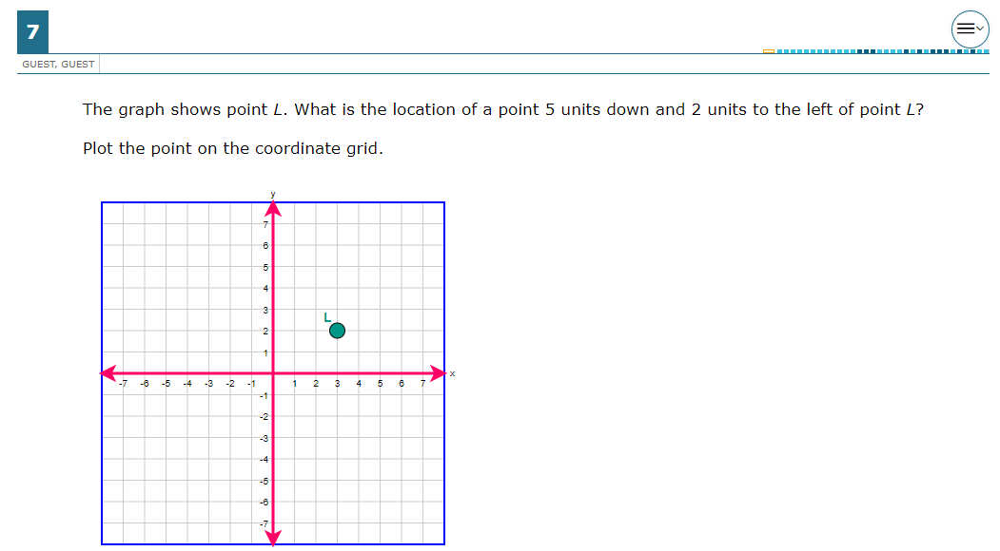 7
GUEST, GUEST
The graph shows point L. What is the location of a point 5 units down and 2 units to the left of point L?
Plot the point on the coordinate grid.
y
7
6
5
4
3
L
2
1
x
-7 -6 -5 -4 -3 -2 -1 1 2 3 4 5 6 7
-1
-2
-3
-4
-5
-6
-7